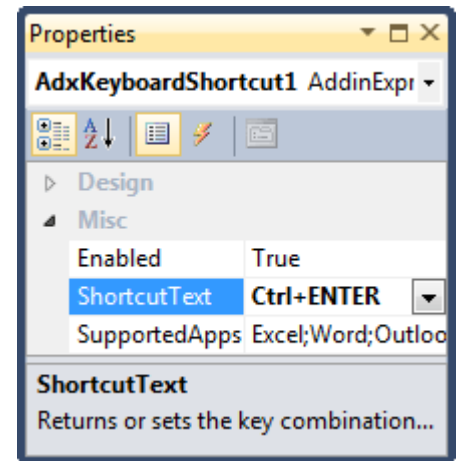 Properties
AdxKeyboardShortcut1 AddinExpr
Design
Misc
Enabled True
ShortcutText Ctrl+ENTER
SupportedApps Excel;Word;Outloo
ShortcutText
Returns or sets the key combination...